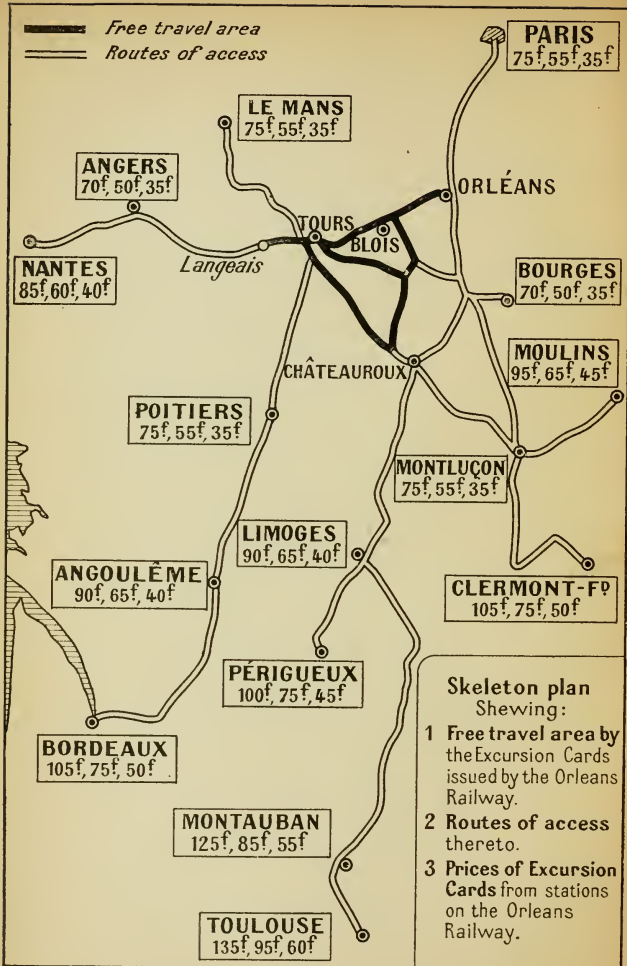 Free travel area
Routes of access
PARIS
75f, 55f, 35f
LE MANS
75f, 55f, 35f
ANGERS
70f, 50f, 35f
ORLÉANS
TOURS
BLOIS
Langeais
NANTES
85f, 60f, 40f
BOURGES
70f, 50f, 35f
CHÂTEAUROUX
MOULINS
95f, 65f, 45f
POITIERS
75f, 55f, 35f
MONTLUÇON
75f, 55f, 35f
LIMOGES
90f, 65f, 40f
ANGOULÊME
90f, 65f, 40f
CLERMONT-FD
105f, 75f, 50f
PÉRIGUEUX
100f, 75f, 45f
BORDEAUX
105f, 75f, 50f
MONTAUBAN
125f, 85f, 55f
TOULOUSE
135f, 95f, 60f
Skeleton plan
Shewing:
1 Free travel area by
the Excursion Cards
issued by the Orleans
Railway.
2 Routes of access
thereto.
3 Prices of Excursion
Cards from stations
on the Orleans
Railway.